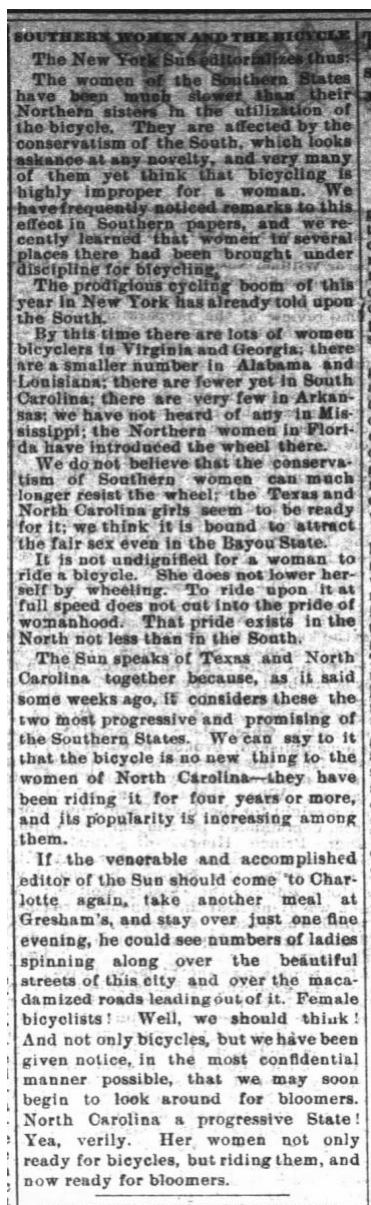 SOUTHERN WOMEN AND THE BICYCLE
The New York Sun editorializes thus:
The women of the Southern States
have been much slower than their
Northern sisters in the utilization of
the bicycle. They are affected by the
conservatism of the South, which looks
askance at any novelty, and very many
of them yet think that bicycling is
highly improper for a woman. We
have frequently noticed remarks to this
effect in Southern papers, and we re-
cently learned that women in several
places there had been brought under
discipline for bicycling.
The prodigious cycling boom of this
year in New York has already told upon
the South.
By this time there are lots of women
bicyclers in Virginia and Georgia; there
are a smaller number in Alabama and
Louisiana; there are fewer yet in South
Carolina; there are very few in Arkan-
sas; we have not heard of any in Mis-
sissippi; the Northern women in Flori-
da have introduced the wheel there.
We do not believe that the conserva-
tism of Southern women can much
longer resist the wheel; the Texas and
North Carolina girls seem to be ready
for it; we think it is bound to attract
the fair sex even in the Bayou State.
It is not undignified for a woman to
ride a bicycle. She does not lower her-
self by wheeling. To ride upon it at
full speed does not cut into the pride of
womanhood. That pride exists in the
North not less than in the South.
The Sun speaks of Texas and North
Carolina together because, as it said
some weeks ago, it considers these the
two most progressive and promising of
the Southern States. We can say to it
that the bicycle is no new thing to the
women of North Carolina—they have
been riding it for four years or more,
and its popularity is increasing among
them.
If the venerable and accomplished
editor of the Sun should come to Char-
lotte again, take another meal at
Gresham's, and stay over just one fine
evening, he could see numbers of ladies
spinning along over the beautiful
streets of this city and over the maca-
damized roads leading out of it. Female
bicyclists! Well, we should think!
And not only bicycles, but we have been
given notice, in the most confidential
manner possible, that we may soon
begin to look around for bloomers.
North Carolina a progressive State!
Yea, verily. Her women not only
ready for bicycles, but riding them, and
now ready for bloomers.